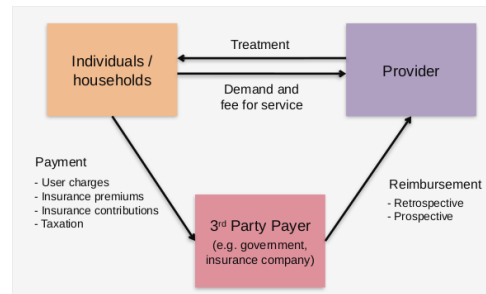 Individuals /
households
Treatment
Demand and
fee for service
Provider
Payment
- User charges
- Insurance premiums
- Insurance contributions
- Taxation
3rd Party Payer
(e.g. government,
insurance company)
Reimbursement
- Retrospective
- Prospective